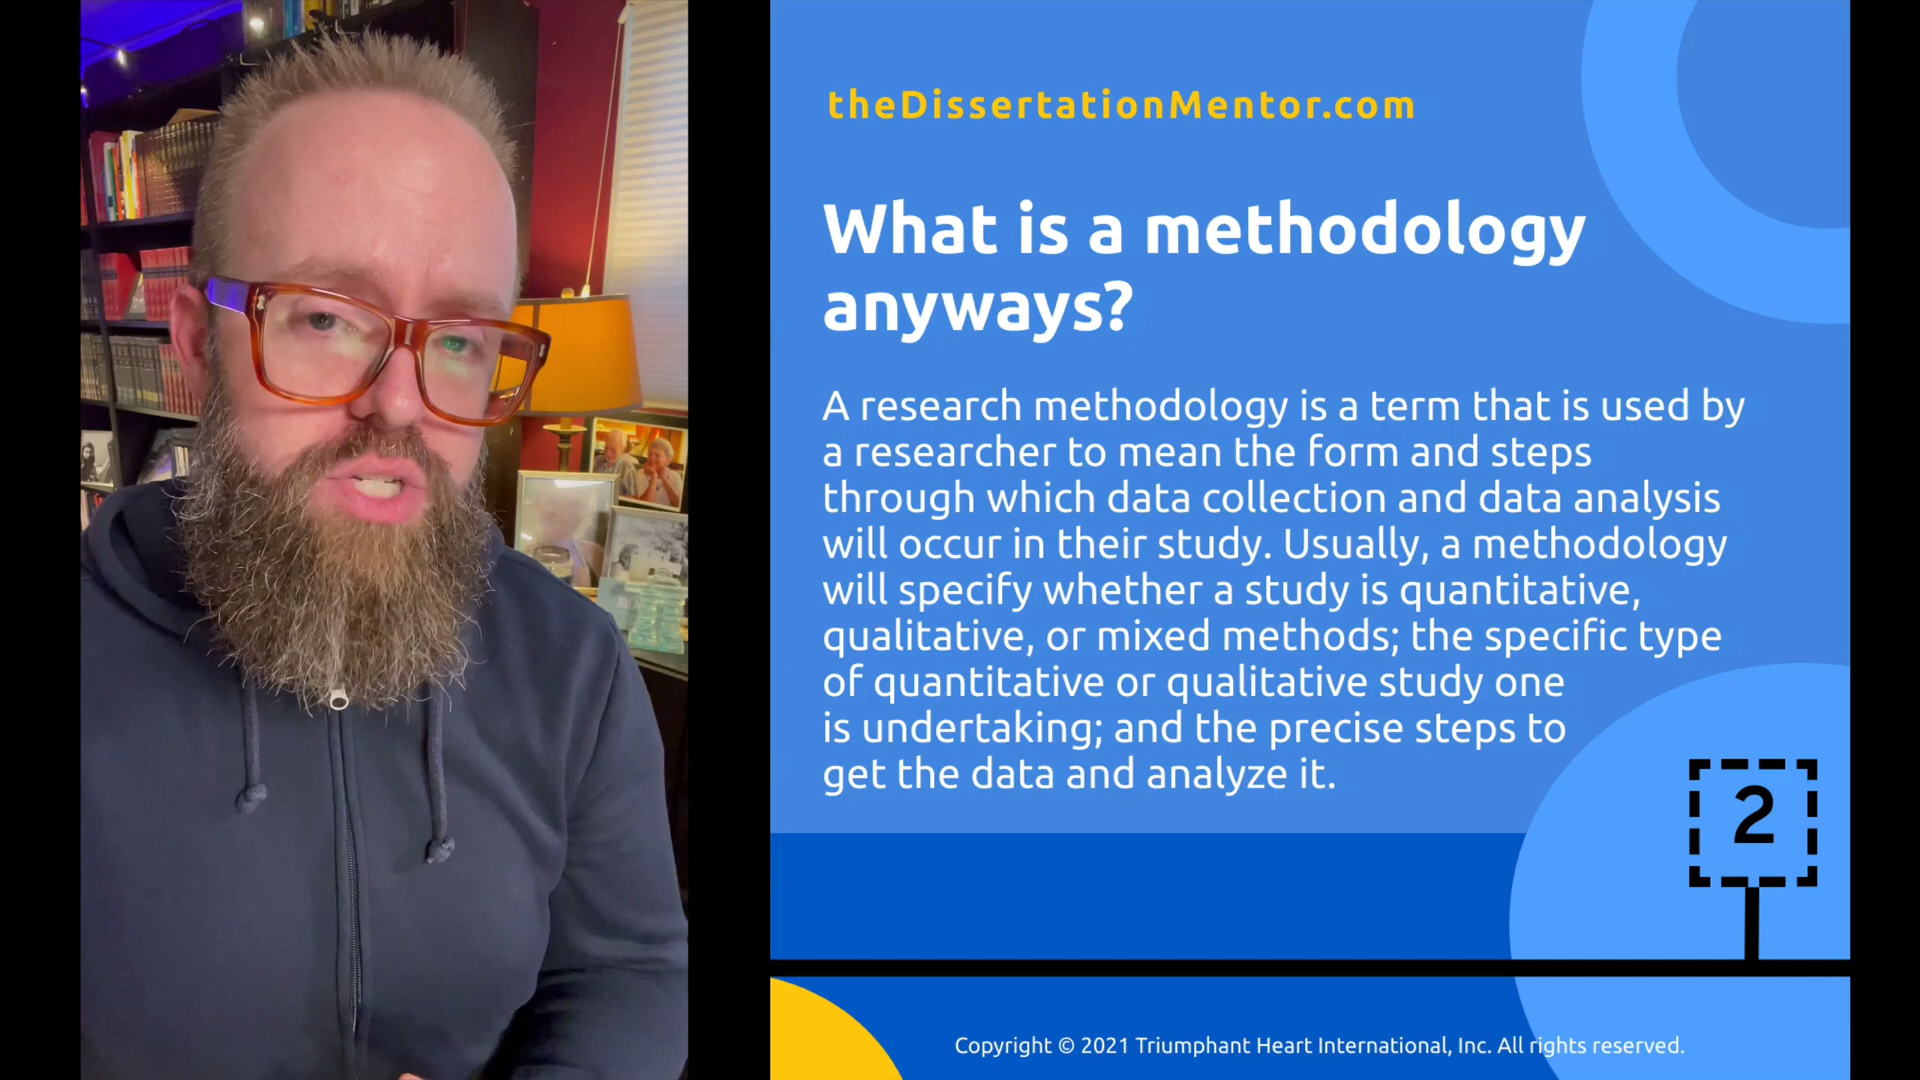 theDissertationMentor.com
What is a methodology
anyways?
A research methodology is a term that is used by
a researcher to mean the form and steps
through which data collection and data analysis
will occur in their study. Usually, a methodology
will specify whether a study is quantitative,
qualitative, or mixed methods; the specific type
of quantitative or qualitative study one
is undertaking; and the precise steps to
get the data and analyze it.
2
Copyright © 2021 Triumphant Heart International, Inc. All rights reserved.